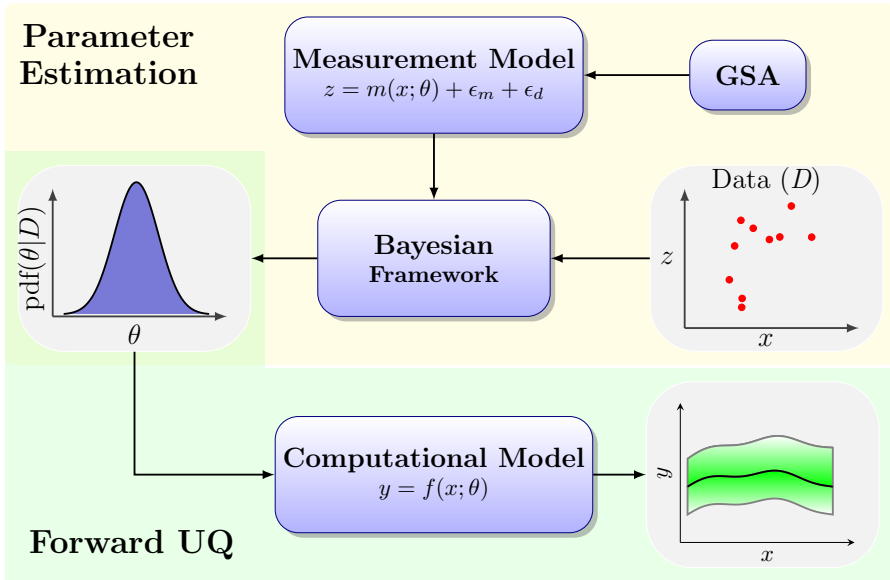 Parameter
Estimation
Measurement Model
z = m(x; θ) + ϵ_m + ϵ_d
GSA
pdf(θ|D)
θ
Bayesian
Framework
Data (D)
z
x
Computational Model
y = f(x; θ)
y
x
Forward UQ